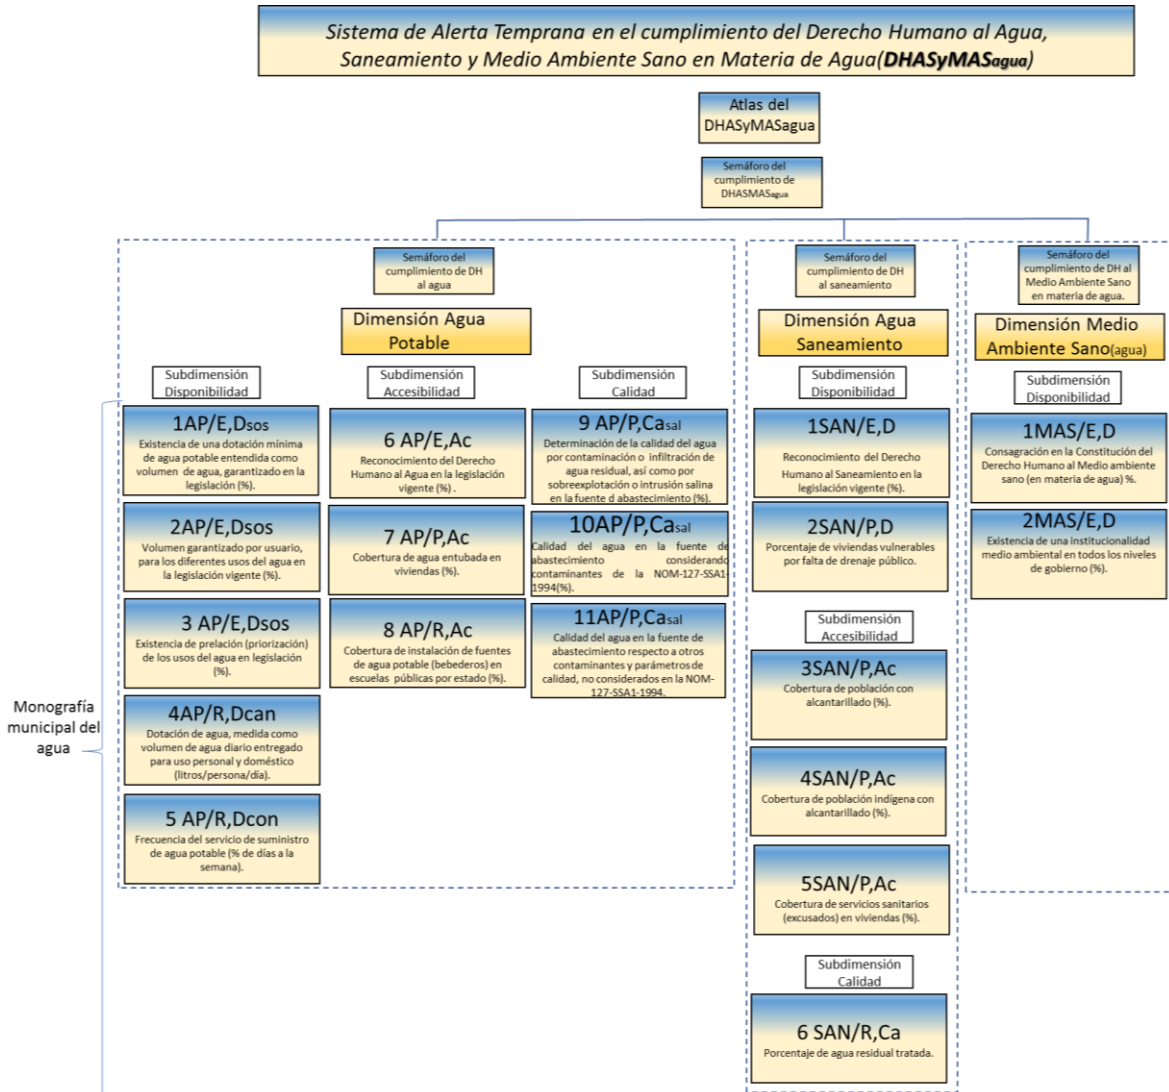 Sistema de Alerta Temprana en el cumplimiento del Derecho Humano al Agua,
Saneamiento y Medio Ambiente Sano en Materia de Agua(DHASyMASagua)
Atlas del
DHASyMASagua
Semáforo del
cumplimiento de
DHASMASagua
Semáforo del
cumplimiento de DH
al agua
Dimensión Agua
Potable
Subdimensión
Disponibilidad
1AP/E,Dsos
Existencia de una dotación mínima
de agua potable entendida como
volumen de agua, garantizado en la
legislación (%).
2AP/E,Dsos
Volumen garantizado por usuario,
para los diferentes usos del agua en
la legislación vigente (%).
3 AP/E,Dsos
Existencia de prelación (priorización)
de los usos del agua en legislación
(%).
4AP/R,Dcan
Dotación de agua, medida como
volumen de agua diario entregado
para uso personal y doméstico
(litros/persona/día).
5 AP/R,Dcon
Frecuencia del servicio de suministro
de agua potable (% de días a la
semana).
Subdimensión
Accesibilidad
6 AP/E,Ac
Reconocimiento del Derecho
Humano al Agua en la legislación
vigente (%) .
7 AP/P,Ac
Cobertura de agua entubada en
viviendas (%).
8 AP/R,Ac
Cobertura de instalación de fuentes
de agua potable (bebederos) en
escuelas públicas por estado (%).
Subdimensión
Calidad
9 AP/P,Casal
Determinación de la calidad del agua
por contaminación o infiltración de
agua residual, así como por
sobreexplotación o intrusión salina
en la fuente d abastecimiento (%).
10AP/P,Casal
Calidad del agua en la fuente de
abastecimiento considerando
contaminantes de la NOM-127-SSA1-
1994(%).
11AP/P,Casal
Calidad del agua en la fuente de
abastecimiento respecto a otros
contaminantes y parámetros de
calidad, no considerados en la NOM-
127-SSA1-1994.
Semáforo del
cumplimiento de DH
al saneamiento
Dimensión Agua
Saneamiento
Subdimensión
Disponibilidad
1SAN/E,D
Reconocimiento del Derecho
Humano al Saneamiento en la
legislación vigente (%).
2SAN/P,D
Porcentaje de viviendas vulnerables
por falta de drenaje público.
Subdimensión
Accesibilidad
3SAN/P,Ac
Cobertura de población con
alcantarillado (%).
4SAN/P,Ac
Cobertura de población indígena con
alcantarillado (%).
5SAN/P,Ac
Cobertura de servicios sanitarios
(excusados) en viviendas (%).
Subdimensión
Calidad
6 SAN/R,Ca
Porcentaje de agua residual tratada.
Semáforo del
cumplimiento de DH al
Medio Ambiente Sano
en materia de agua.
Dimensión Medio
Ambiente Sano(agua)
Subdimensión
Disponibilidad
1MAS/E,D
Consagración en la Constitución del
Derecho Humano al Medio ambiente
sano (en materia de agua) %.
2MAS/E,D
Existencia de una institucionalidad
medio ambiental en todos los niveles
de gobierno (%).
Monografía
municipal del
agua